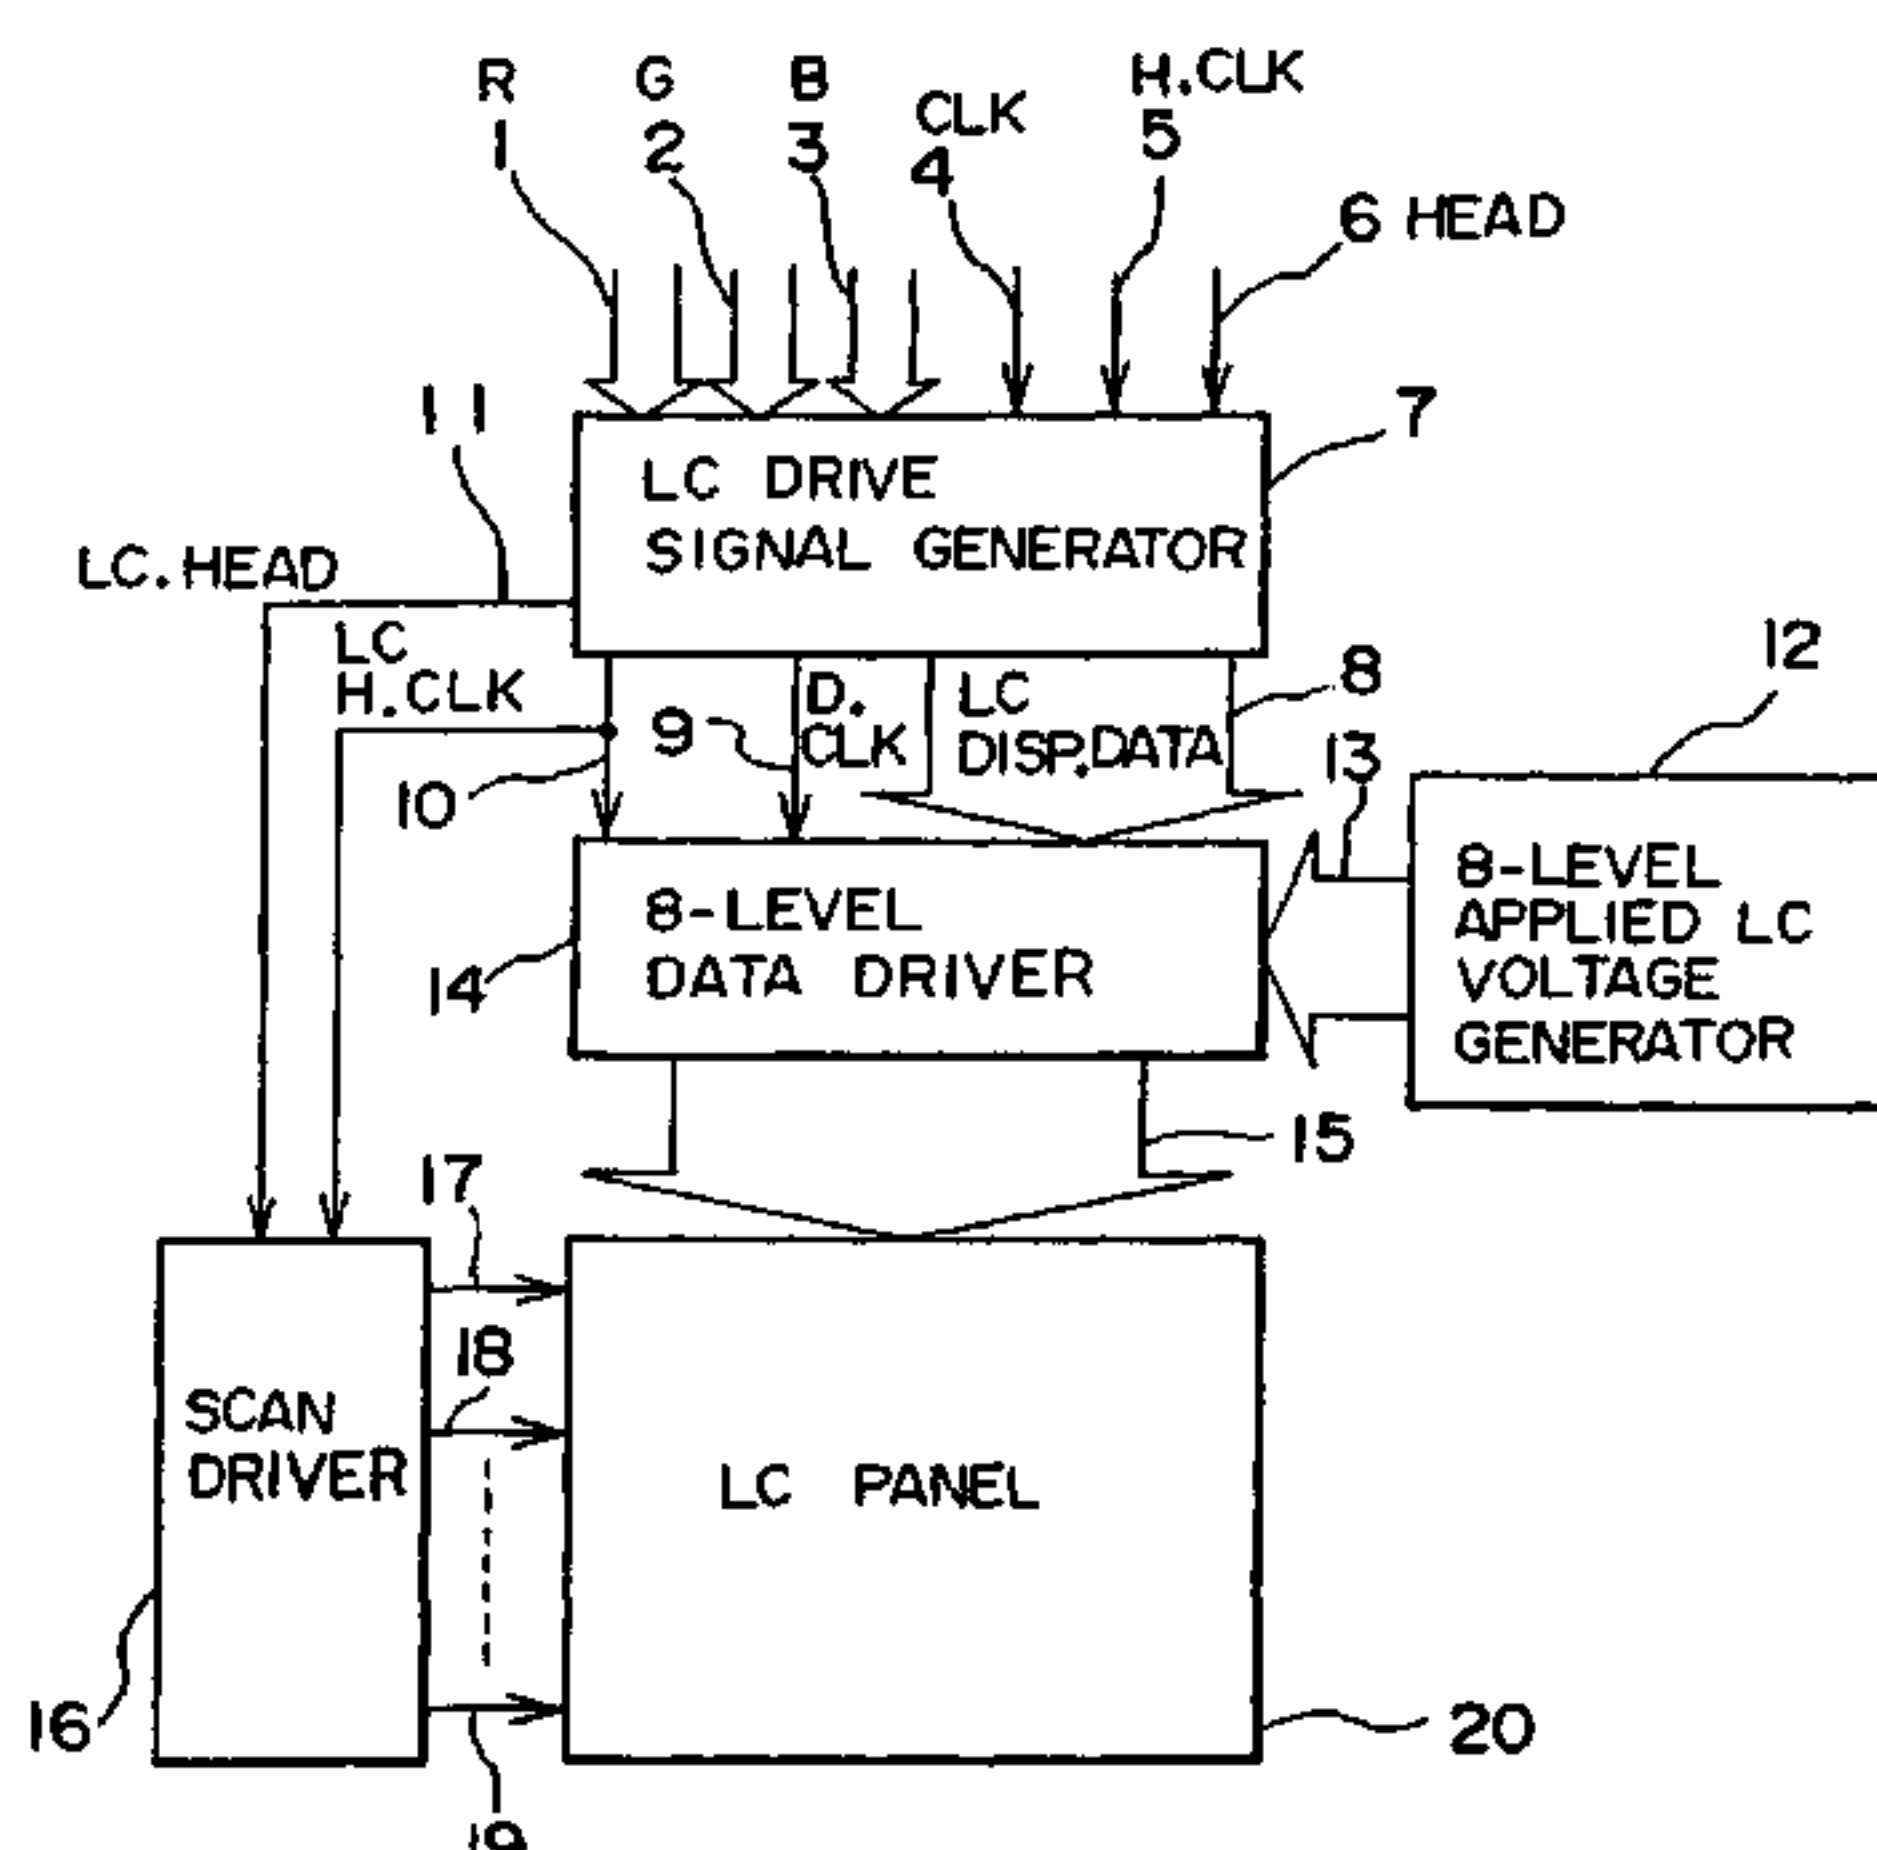 R
G
B
CLK
H.CLK
1
2
3
4
5
6 HEAD
7
LC DRIVE
SIGNAL GENERATOR
11
LC.HEAD
LC
H.CLK
10
9
D.
CLK
LC
DISP.DATA
8
12
13
8-LEVEL
APPLIED LC
VOLTAGE
GENERATOR
8-LEVEL
DATA DRIVER
14
15
17
18
SCAN
DRIVER
LC PANEL
16
19
20